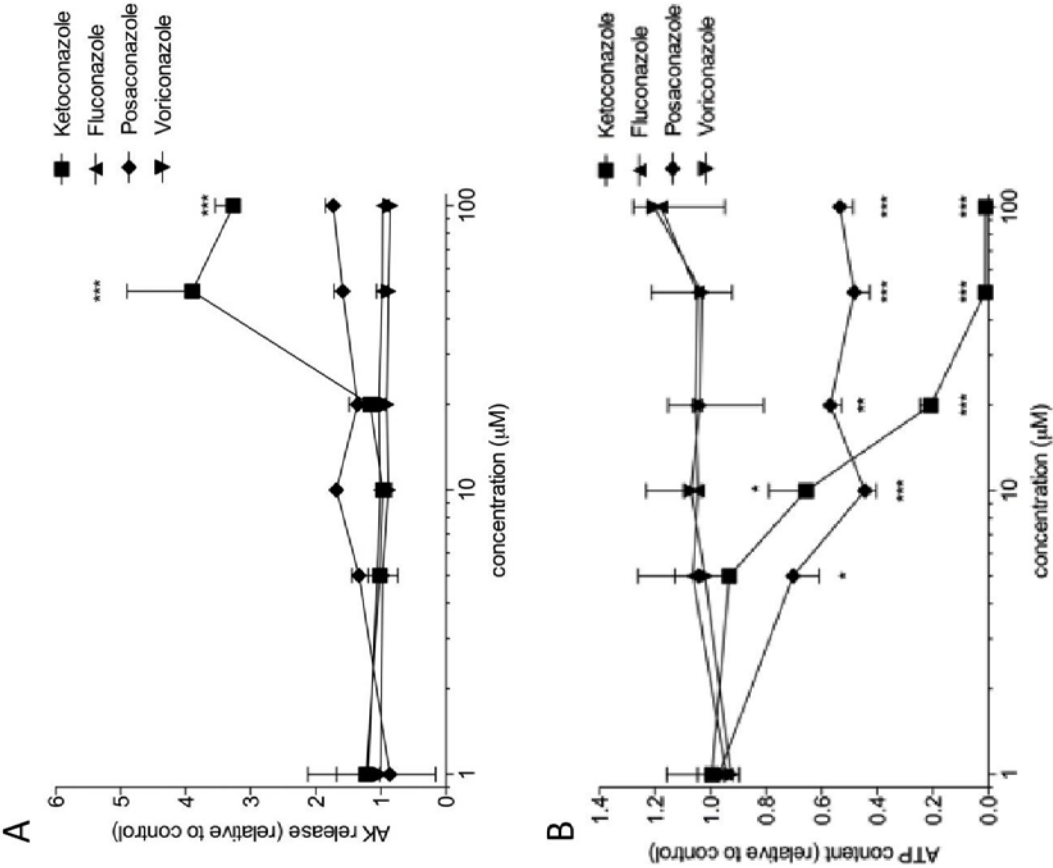 A
AK release (relative to control)
6
5
4
3
2
1
0
***
***
1
10
100
concentration (µM)
Ketoconazole
Fluconazole
Posaconazole
Voriconazole
B
ATP content (relative to control)
1.4
1.2
1.0
0.8
0.6
0.4
0.2
0.0
*
*
***
**
***
***
***
***
***
1
10
100
concentration (µM)
Ketoconazole
Fluconazole
Posaconazole
Voriconazole